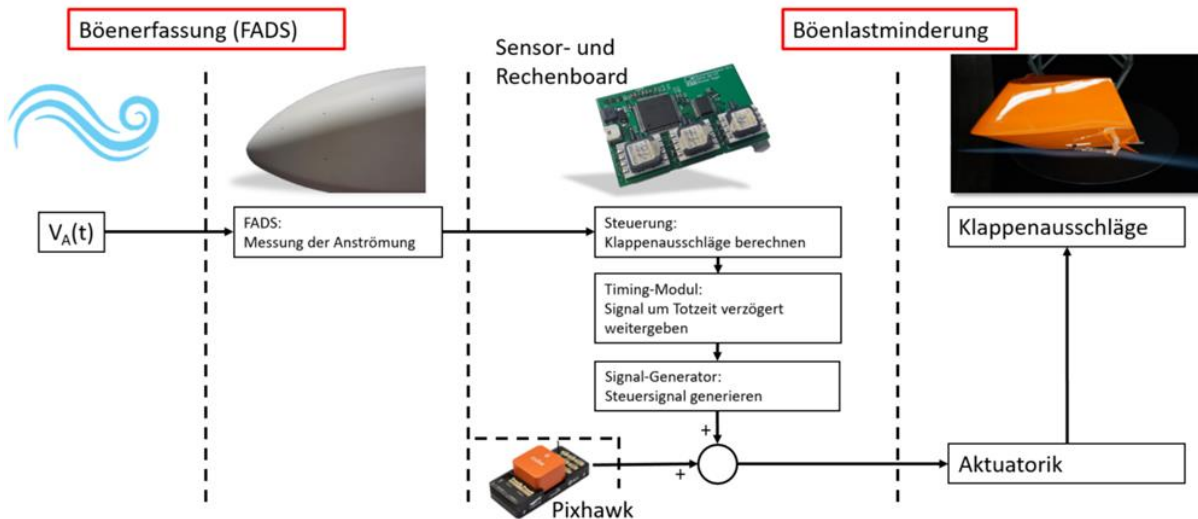 Böenerfassung (FADS)
Böenlastminderung
Sensor- und
Rechenboard
V_A(t)
FADS:
Messung der Anströmung
Steuerung:
Klappenausschläge berechnen
Klappenausschläge
Timing-Modul:
Signal um Totzeit verzögert
weitergeben
Signal-Generator:
Steuersignal generieren
+
+
Aktuatorik
Pixhawk